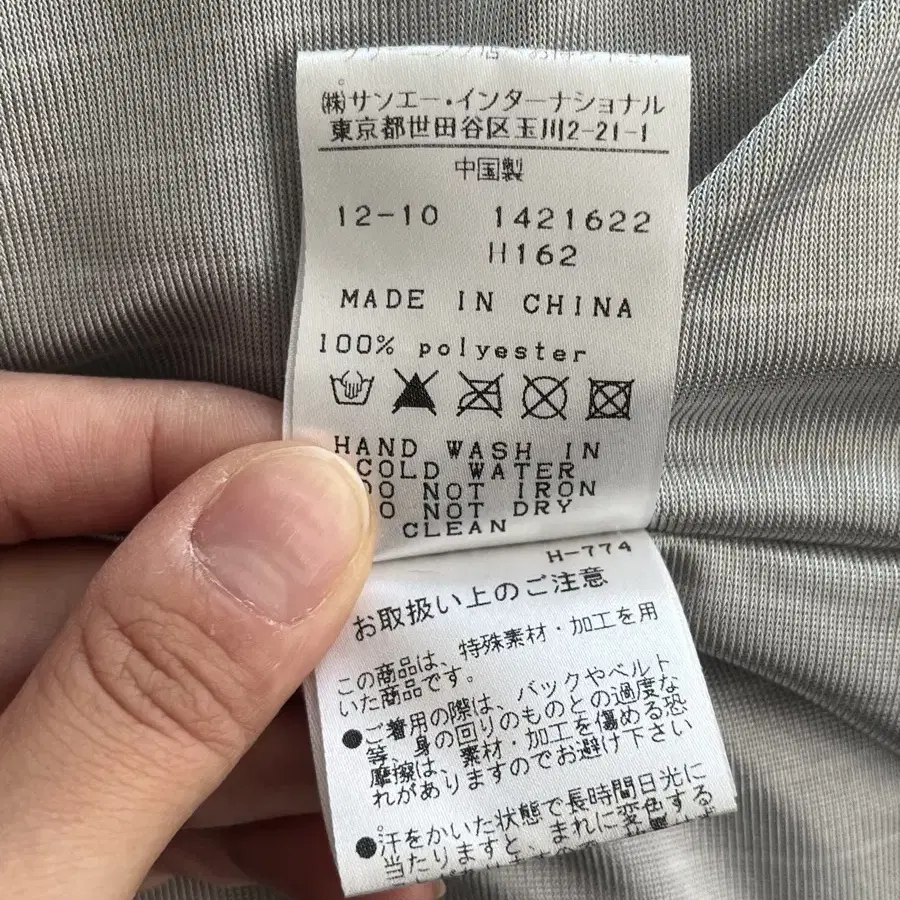 ㈱サンエー・インターナショナル
東京都世田谷区玉川2-21-1
中国製
12-10 1421622
H162
MADE IN CHINA
100% polyester
HAND WASH IN
COLD WATER
DO NOT IRON
DO NOT DRY
CLEAN
H-774
お取扱い上のご注意
この商品は、特殊素材・加工を用
いた商品です。
●ご着用の際は、バックやベルト
等、身の回りのものとの過度な
摩擦は、素材・加工を傷める恐
れがありますのでお避け下さい
●汗をかいた状態で長時間日光に
当たりますと、まれに変色する